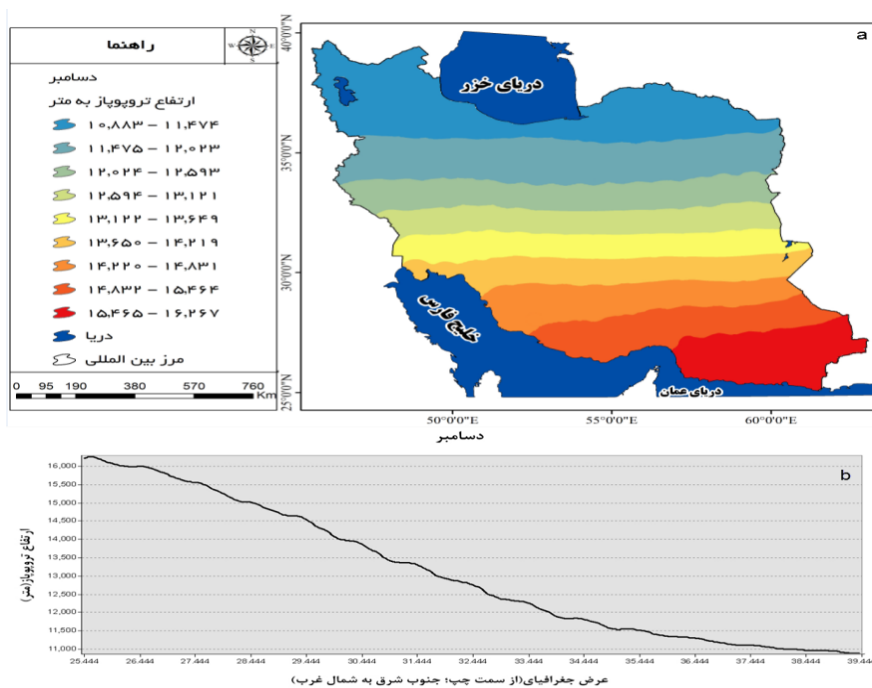 راهنما
دسامبر
ارتفاع تروپوپاز به متر
۱۰,۸۸۳ – ۱۱,۴۷۴
۱۱,۴۷۵ – ۱۲,۰۲۳
۱۲,۰۲۴ – ۱۲,۵۹۳
۱۲,۵۹۴ – ۱۳,۱۲۱
۱۳,۱۲۲ – ۱۳,۶۴۹
۱۳,۶۵۰ – ۱۴,۲۱۹
۱۴,۲۲۰ – ۱۴,۸۳۱
۱۴,۸۳۲ – ۱۵,۴۶۴
۱۵,۴۶۵ – ۱۶,۲۶۷
دریا
مرز بین المللی
0 95 190 380 570 760
Km
a
دریای خزر
خلیج فارس
دریای عمان
40°0'0"N
35°0'0"N
30°0'0"N
25°0'0"N
50°0'0"E 55°0'0"E 60°0'0"E
دسامبر
b
ارتفاع تروپوپاز(متر)
16,000
15,500
15,000
14,500
14,000
13,500
13,000
12,500
12,000
11,500
11,000
25.444 26.444 27.444 28.444 29.444 30.444 31.444 32.444 33.444 34.444 35.444 36.444 37.444 38.444 39.444
عرض جغرافیای(از سمت چپ؛ جنوب شرق به شمال غرب)